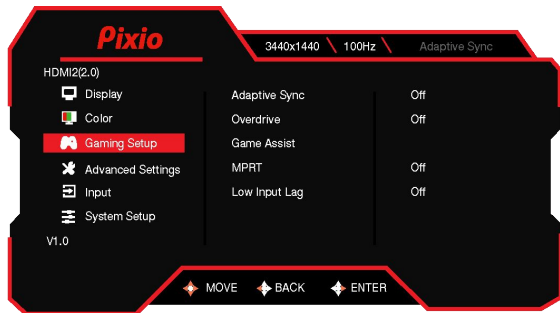 Pixio
3440x1440 \ 100Hz \ Adaptive Sync
HDMI2(2.0)
Display
Color
Gaming Setup
Advanced Settings
Input
System Setup
V1.0
Adaptive Sync Off
Overdrive Off
Game Assist
MPRT Off
Low Input Lag Off
MOVE BACK ENTER